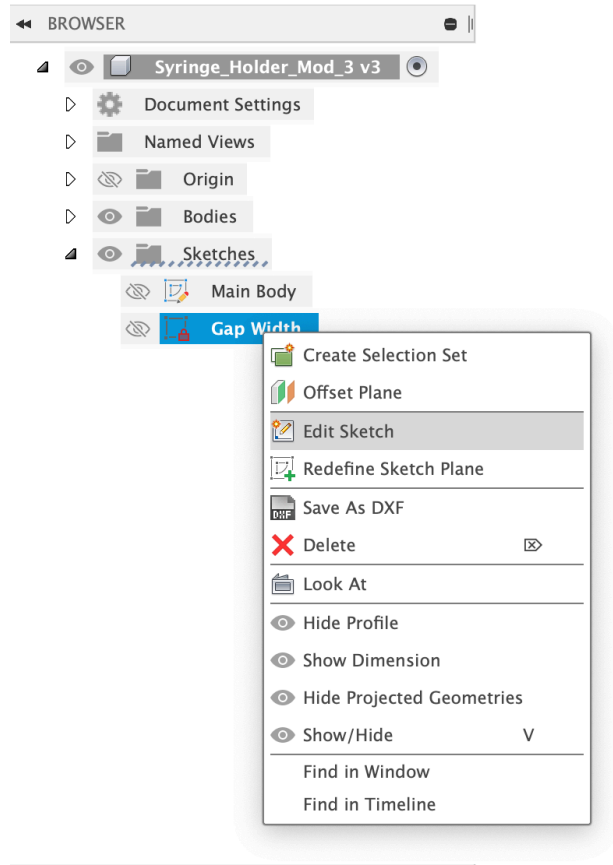 BROWSER
Syringe_Holder_Mod_3 v3
Document Settings
Named Views
Origin
Bodies
Sketches
Main Body
Gap Width
Create Selection Set
Offset Plane
Edit Sketch
Redefine Sketch Plane
DXF Save As DXF
Delete
Look At
Hide Profile
Show Dimension
Hide Projected Geometries
Show/Hide V
Find in Window
Find in Timeline